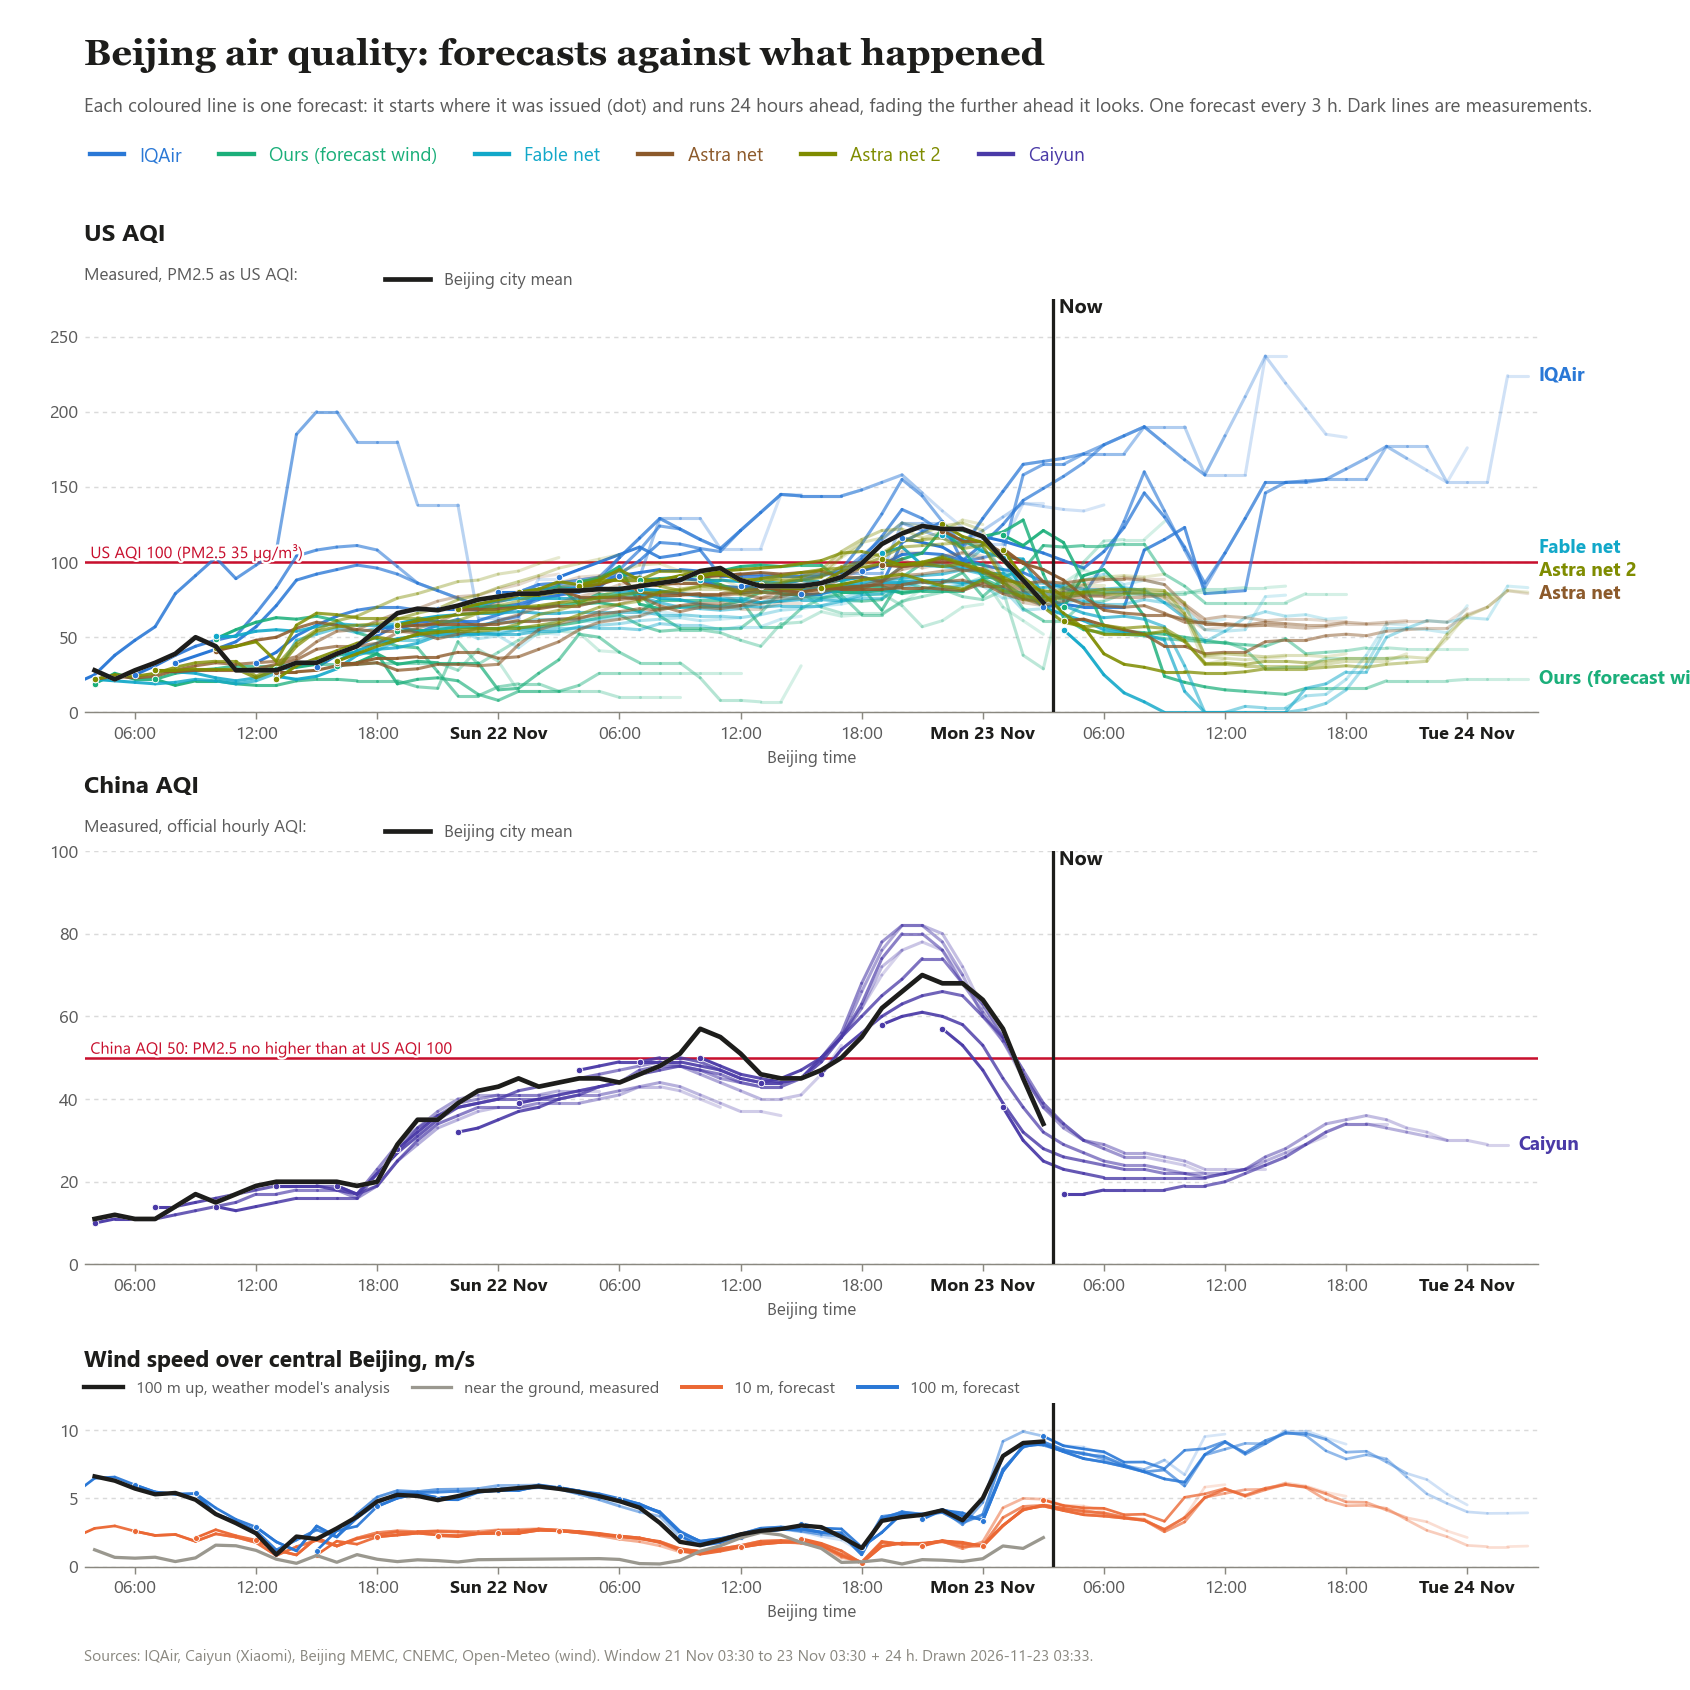 Beijing air quality: forecasts against what happened
Each coloured line is one forecast: it starts where it was issued (dot) and runs 24 hours ahead, fading the further ahead it looks. One forecast every 3 h. Dark lines are measurements.
IQAir Ours (forecast wind) Fable net Astra net Astra net 2 Caiyun
US AQI
Measured, PM2.5 as US AQI: Beijing city mean
Now
250
IQAir
200
150
US AQI 100 (PM2.5 35 µg/m³)
100
Fable net
Astra net 2
Astra net
50
Ours (forecast wi
0
06:00 12:00 18:00 Sun 22 Nov 06:00 12:00 18:00 Mon 23 Nov 06:00 12:00 18:00 Tue 24 Nov
Beijing time
China AQI
Measured, official hourly AQI: Beijing city mean
100
Now
80
60
China AQI 50: PM2.5 no higher than at US AQI 100
40
Caiyun
20
0
06:00 12:00 18:00 Sun 22 Nov 06:00 12:00 18:00 Mon 23 Nov 06:00 12:00 18:00 Tue 24 Nov
Beijing time
Wind speed over central Beijing, m/s
100 m up, weather model's analysis near the ground, measured 10 m, forecast 100 m, forecast
10
5
0
06:00 12:00 18:00 Sun 22 Nov 06:00 12:00 18:00 Mon 23 Nov 06:00 12:00 18:00 Tue 24 Nov
Beijing time
Sources: IQAir, Caiyun (Xiaomi), Beijing MEMC, CNEMC, Open-Meteo (wind). Window 21 Nov 03:30 to 23 Nov 03:30 + 24 h. Drawn 2026-11-23 03:33.